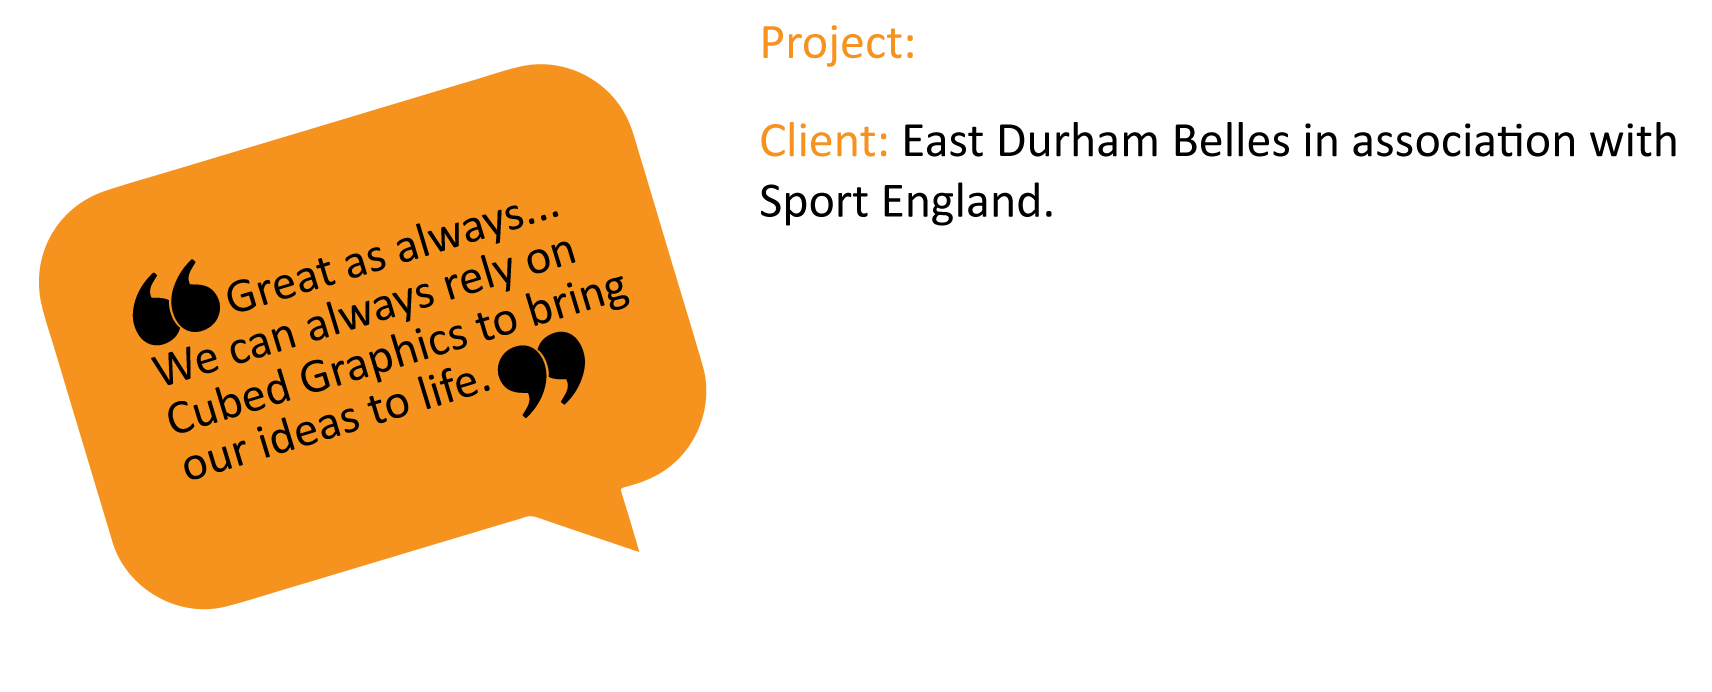 Project:
Client: East Durham Belles in association with
Sport England.
“Great as always...
We can always rely on
Cubed Graphics to bring
our ideas to life.”